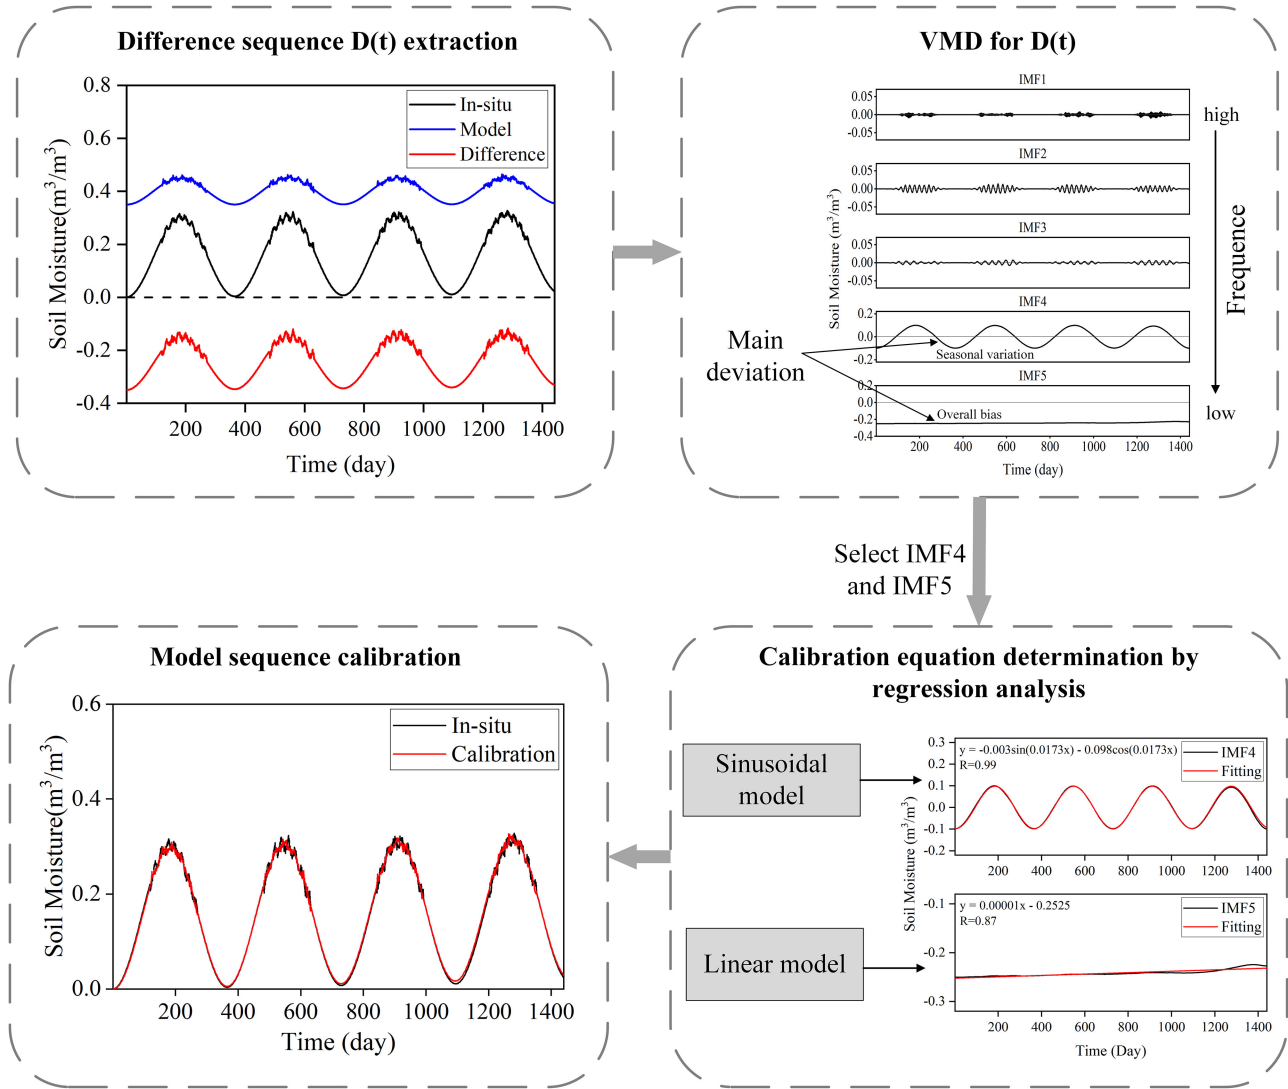 Difference sequence D(t) extraction
0.8
0.6
0.4
0.2
0.0
-0.2
-0.4
Soil Moisture(m³/m³)
In-situ
Model
Difference
200 400 600 800 1000 1200 1400
Time (day)
VMD for D(t)
IMF1
0.05
0.00
-0.05
IMF2
0.05
0.00
-0.05
IMF3
0.05
0.00
-0.05
IMF4
0.2
0.0
-0.2
Seasonal variation
IMF5
0.2
0.0
-0.2
-0.4
Overall bias
Soil Moisture (m³/m³)
200 400 600 800 1000 1200 1400
Time (day)
Main
deviation
high
Frequence
low
Select IMF4
and IMF5
Calibration equation determination by
regression analysis
Sinusoidal
model
Linear model
0.3
0.2
0.1
0.0
-0.1
-0.2
y = -0.003sin(0.0173x) - 0.098cos(0.0173x)
R=0.99
IMF4
Fitting
Soil Moisture (m³/m³)
-0.1
-0.2
-0.3
y = 0.00001x - 0.2525
R=0.87
IMF5
Fitting
200 400 600 800 1000 1200 1400
Time (Day)
Model sequence calibration
0.6
0.4
0.2
0.0
Soil Moisture(m³/m³)
In-situ
Calibration
200 400 600 800 1000 1200 1400
Time (day)